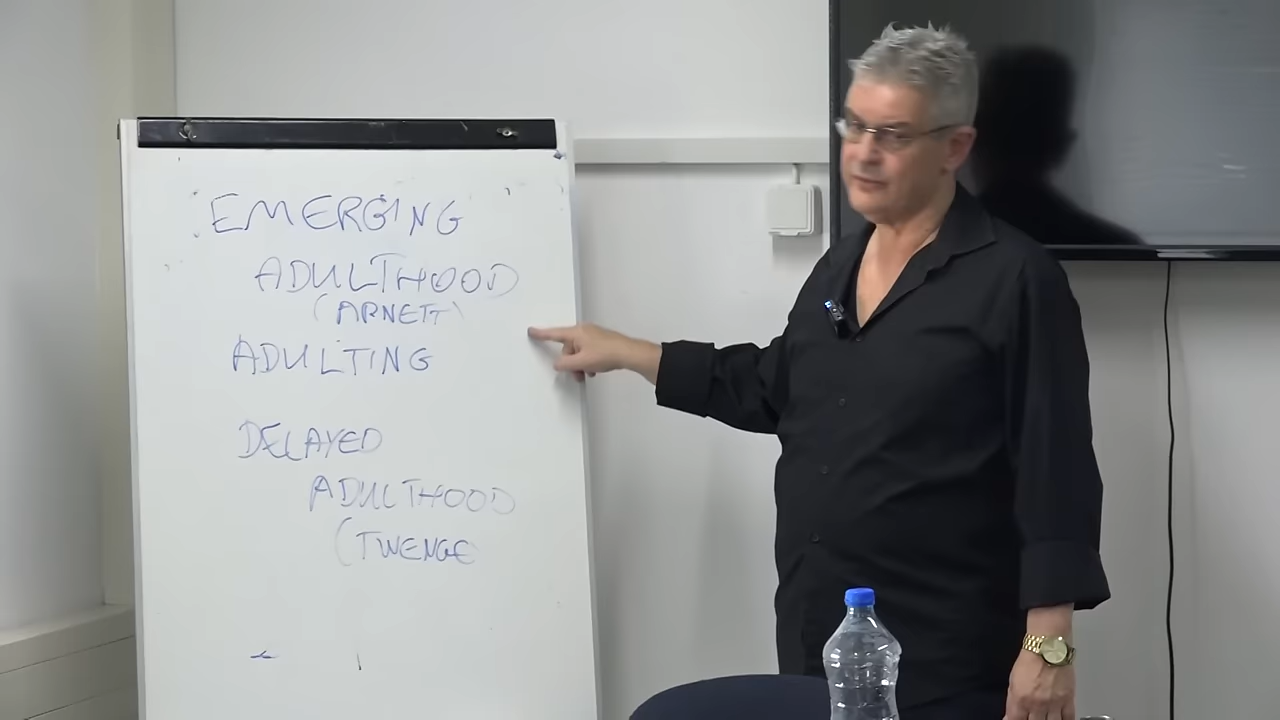 EMERGING
ADULTHOOD
(ARNETT)
ADULTING
DELAYED
ADULTHOOD
(TWENGE